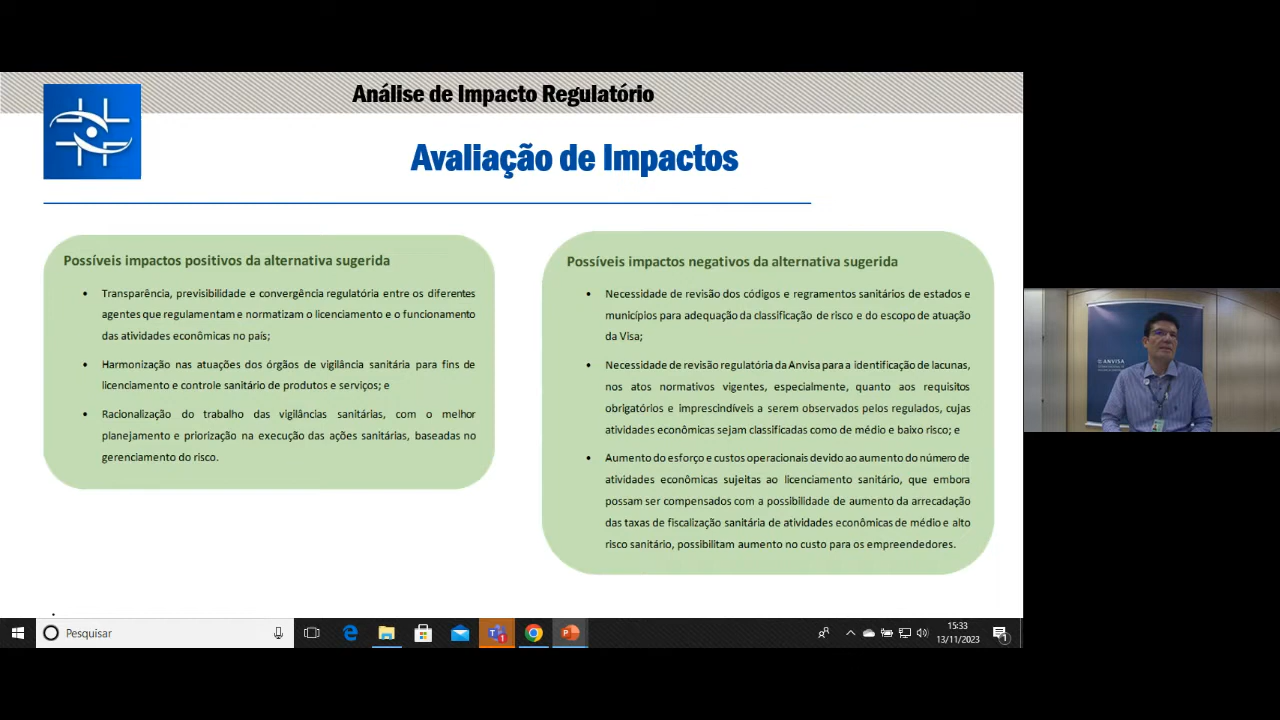 Análise de Impacto Regulatório
Avaliação de Impactos
Possíveis impactos positivos da alternativa sugerida
• Transparência, previsibilidade e convergência regulatória entre os diferentes
agentes que regulamentam e normatizam o licenciamento e o funcionamento
das atividades econômicas no país;
• Harmonização nas atuações dos órgãos de vigilância sanitária para fins de
licenciamento e controle sanitário de produtos e serviços; e
• Racionalização do trabalho das vigilâncias sanitárias, com o melhor
planejamento e priorização na execução das ações sanitárias, baseadas no
gerenciamento do risco.
Possíveis impactos negativos da alternativa sugerida
• Necessidade de revisão dos códigos e regramentos sanitários de estados e
municípios para adequação da classificação de risco e do escopo de atuação
da Visa;
• Necessidade de revisão regulatória da Anvisa para a identificação de lacunas,
nos atos normativos vigentes, especialmente, quanto aos requisitos
obrigatórios e imprescindíveis a serem observados pelos regulados, cujas
atividades econômicas sejam classificadas como de médio e baixo risco; e
• Aumento do esforço e custos operacionais devido ao aumento do número de
atividades econômicas sujeitas ao licenciamento sanitário, que embora
possam ser compensados com a possibilidade de aumento da arrecadação
das taxas de fiscalização sanitária de atividades econômicas de médio e alto
risco sanitário, possibilitam aumento no custo para os empreendedores.
ANVISA
Pesquisar
15:33
13/11/2023